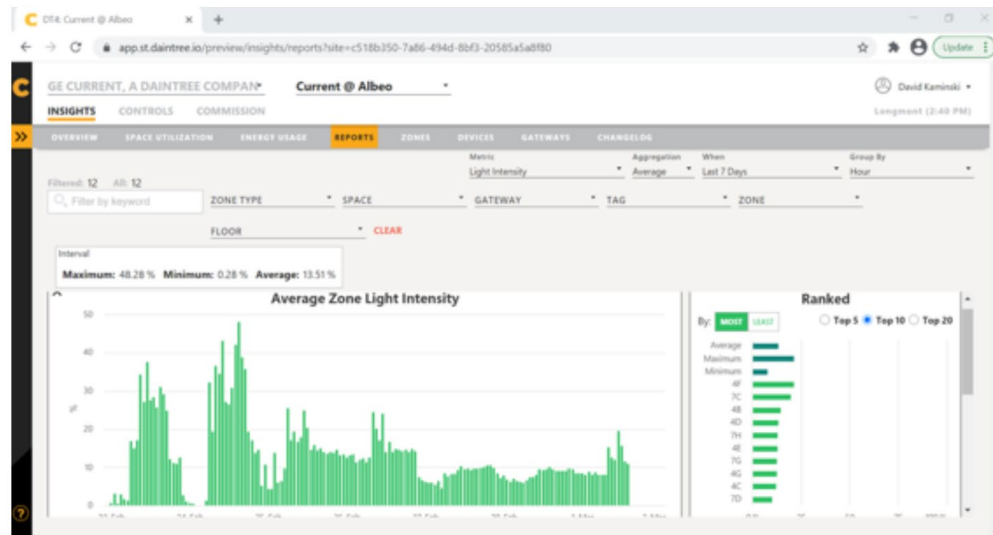 DT4: Current @ Albeo
app.st.daintree.io/preview/insights/reports?site=c518b350-7a86-494d-8bf3-20585a5a8f80
Update
GE CURRENT, A DAINTREE COMPAN
Current @ Albeo
David Kaminski
INSIGHTS CONTROLS COMMISSION
Longmont (2:40 PM)
OVERVIEW SPACE UTILIZATION ENERGY USAGE REPORTS ZONES DEVICES GATEWAYS CHANGELOG
Metric Aggregation When Group By
Light Intensity Average Last 7 Days Hour
Filtered: 12 All: 12
Filter by keyword ZONE TYPE SPACE GATEWAY TAG ZONE
FLOOR CLEAR
Interval
Maximum: 48.28 % Minimum: 0.28 % Average: 13.51 %
Average Zone Light Intensity
50
40
30
%
20
10
0
Ranked
By: MOST LEAST Top 5 Top 10 Top 20
Average
Maximum
Minimum
4F
7C
4B
4D
7H
4E
7G
4G
4C
7D
?